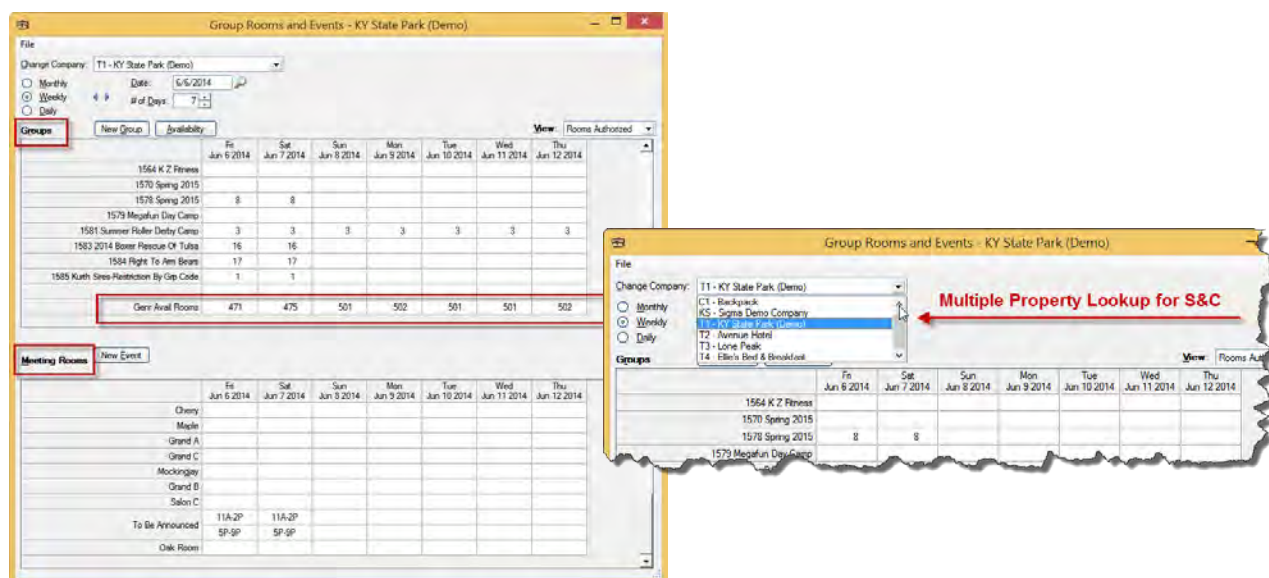 Group Rooms and Events - KY State Park (Demo)
File
Change Company: T1 - KY State Park (Demo)
Monthly Date: 6/6/2014
Weekly # of Days: 7
Daily
Groups New Group Availability View: Rooms Authorized
Fri Sat Sun Mon Tue Wed Thu
Jun 6 2014 Jun 7 2014 Jun 8 2014 Jun 9 2014 Jun 10 2014 Jun 11 2014 Jun 12 2014
1564 K Z Fitness
1570 Spring 2015
1578 Spring 2015 8 8
1579 Megafun Day Camp
1581 Summer Roller Derby Camp 3 3 3 3 3 3 3
1583 2014 Boxer Rescue Of Tulsa 16 16
1584 Right To Arm Bears 17 17
1585 Kurth Sires-Restriction By Grp Code 1 1
Genr Avail Rooms 471 475 501 502 501 501 502
Meeting Rooms New Event
Fri Sat Sun Mon Tue Wed Thu
Jun 6 2014 Jun 7 2014 Jun 8 2014 Jun 9 2014 Jun 10 2014 Jun 11 2014 Jun 12 2014
Cherry
Maple
Grand A
Grand C
Mockingjay
Grand B
Salon C
To Be Announced 11A-2P 11A-2P
5P-9P 5P-9P
Oak Room
Group Rooms and Events - KY State Park (Demo)
File
Change Company: T1 - KY State Park (Demo)
Monthly C1 - Backpack
KS - Sigma Demo Company
Weekly T1 - KY State Park (Demo)
T2 - Avenue Hotel
Daily T3 - Lone Peak
T4 - Ellie's Bed & Breakfast
Multiple Property Lookup for S&C
Groups View: Rooms Aut
Fri Sat Sun Mon Tue Wed Thu
Jun 6 2014 Jun 7 2014 Jun 8 2014 Jun 9 2014 Jun 10 2014 Jun 11 2014 Jun 12 2014
1564 K Z Fitness
1570 Spring 2015
1578 Spring 2015 8 8
1579 Megafun Day Camp